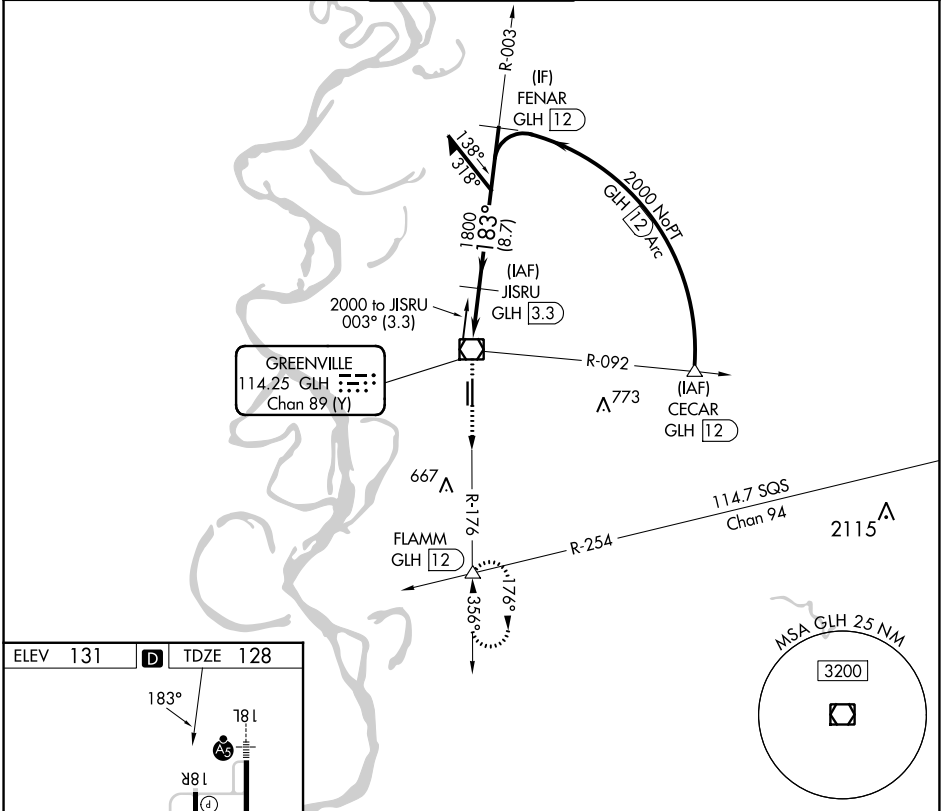 R-003
(IF)
FENAR
GLH 12
138°
318°
2000 NoPT
GLH 12 Arc
1800
183°
(8.7)
(IAF)
JISRU
GLH 3.3
2000 to JISRU
003° (3.3)
GREENVILLE
114.25 GLH
Chan 89 (Y)
R-092
(IAF)
CECAR
GLH 12
773
667
R-176
114.7 SQS
Chan 94
2115
R-254
FLAMM
GLH 12
356°
176°
MSA GLH 25 NM
3200
ELEV 131
D
TDZE 128
183°
18L
A5
18R
P